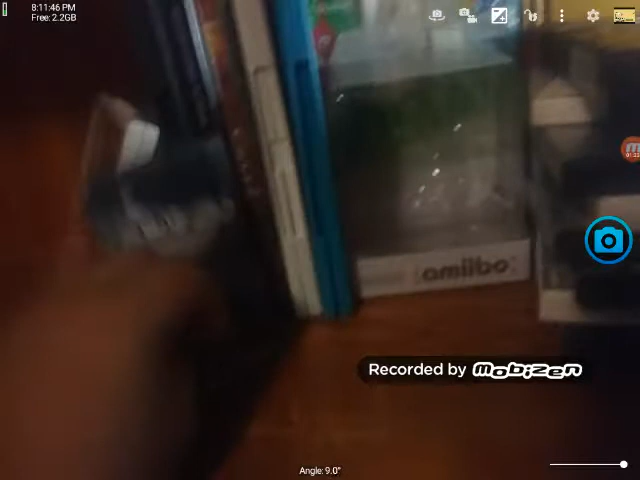 8:11:46 PM
Free: 2.2GB
amiibo
Recorded by Mobizen
Angle: 9.0°